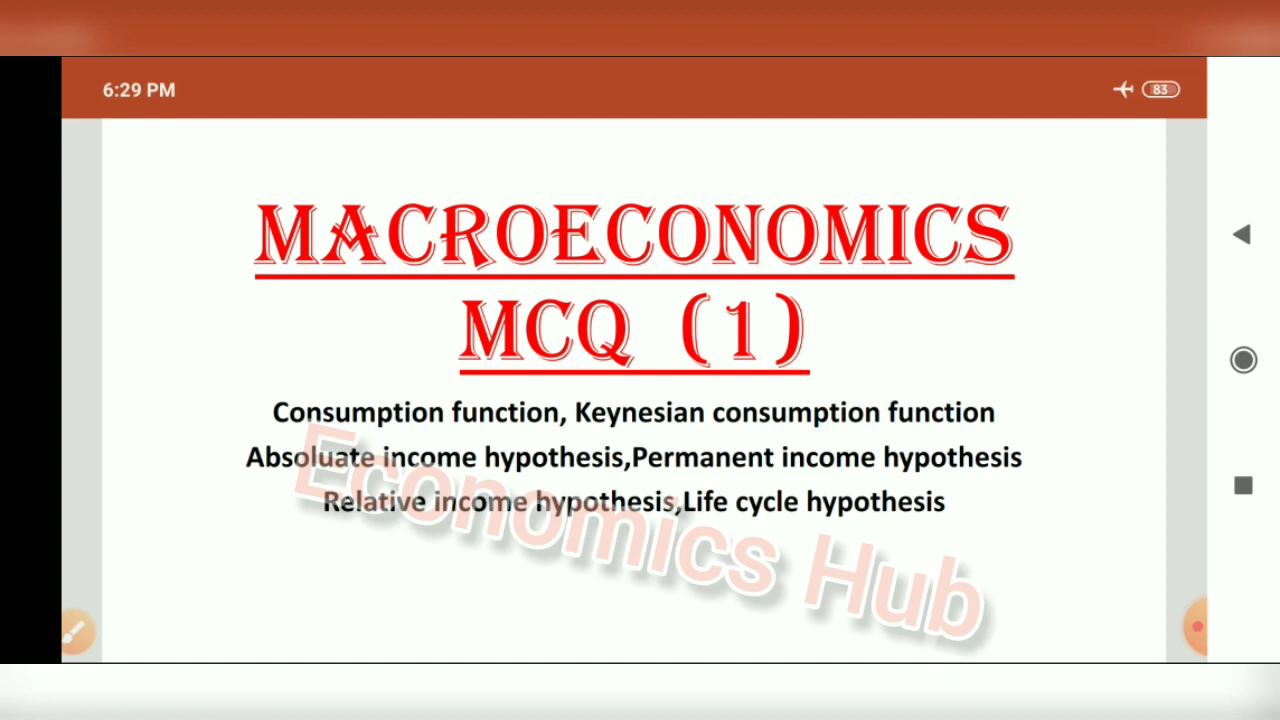 6:29 PM
83
MACROECONOMICS
MCQ (1)
Consumption function, Keynesian consumption function
Absoluate income hypothesis,Permanent income hypothesis
Relative income hypothesis,Life cycle hypothesis
Economics Hub